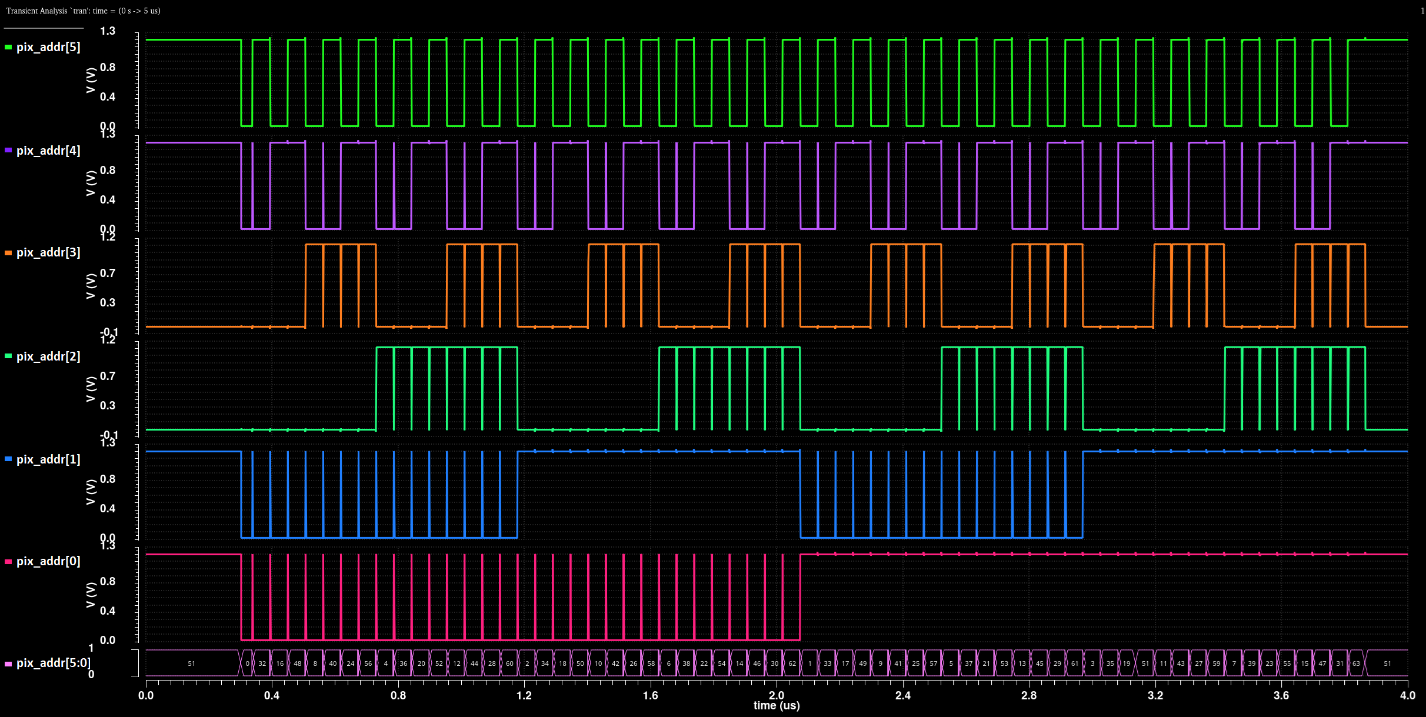 Transient Analysis `tran': time = (0 s -> 5 us)
1
pix_addr[5]
V (V)
1.3
0.8
0.4
0.0
pix_addr[4]
V (V)
1.3
0.8
0.4
0.0
pix_addr[3]
V (V)
1.2
0.7
0.3
-0.1
pix_addr[2]
V (V)
1.2
0.7
0.3
-0.1
pix_addr[1]
V (V)
1.3
0.8
0.4
0.0
pix_addr[0]
V (V)
1.3
0.8
0.4
0.0
pix_addr[5:0]
1
0
51 0 32 16 48 8 40 24 56 4 36 20 52 12 44 28 60 2 34 18 50 10 42 26 58 6 38 22 54 14 46 30 62 1 33 17 49 9 41 25 57 5 37 21 53 13 45 29 61 3 35 19 51 11 43 27 59 7 39 23 55 15 47 31 63 51
0.0 0.4 0.8 1.2 1.6 2.0 2.4 2.8 3.2 3.6 4.0
time (us)